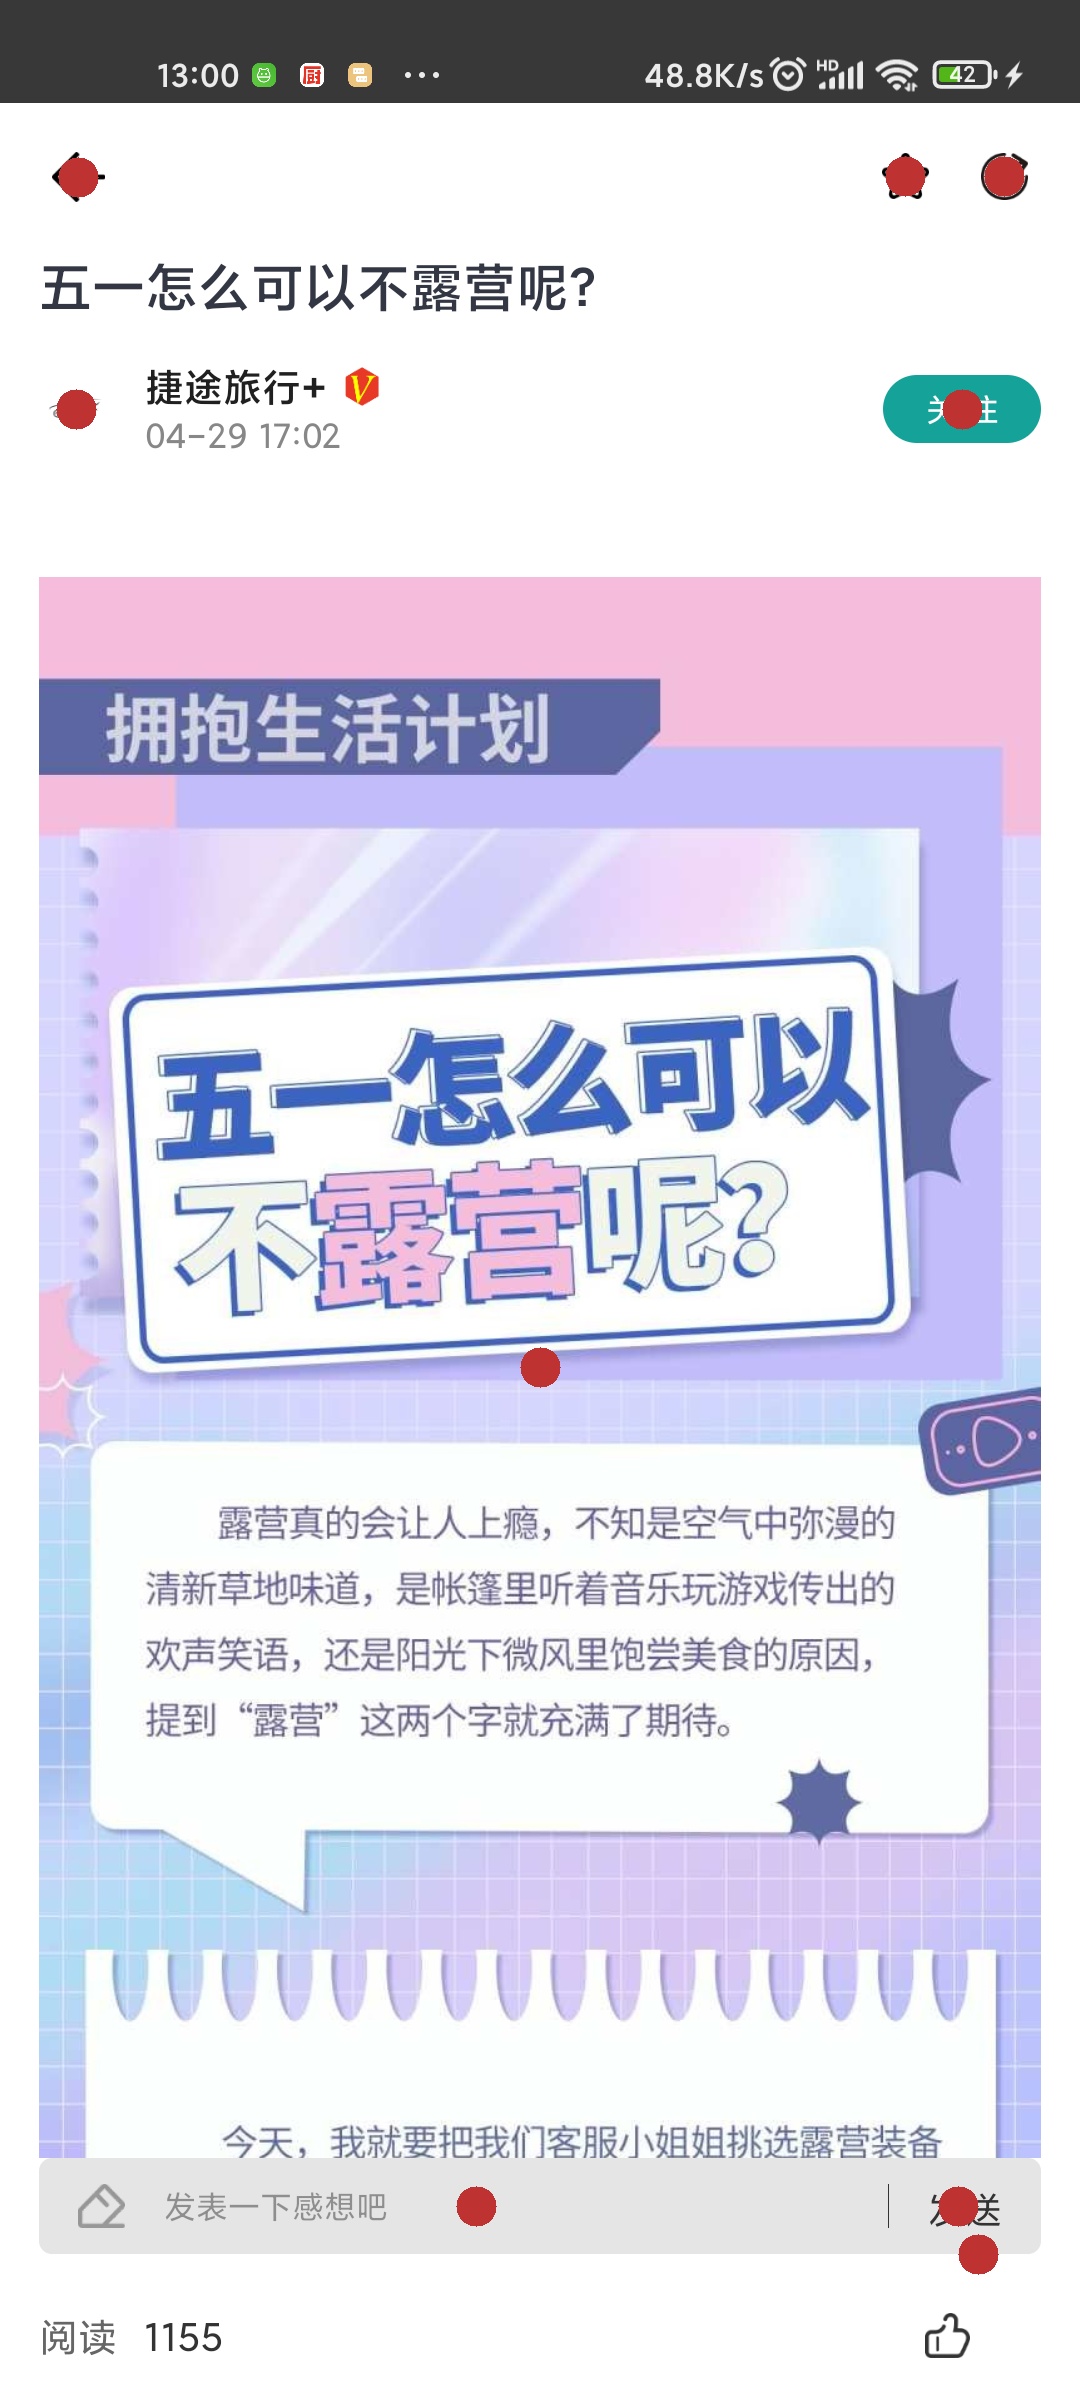 13:00 ··· 48.8K/s HD 42
五一怎么可以不露营呢?
捷途旅行+ V
04-29 17:02
拥抱生活计划
五一怎么可以
不露营呢?
露营真的会让人上瘾，不知是空气中弥漫的
清新草地味道，是帐篷里听着音乐玩游戏传出的
欢声笑语，还是阳光下微风里饱尝美食的原因，
提到“露营”这两个字就充满了期待。
今天，我就要把我们客服小姐姐挑选露营装备
发表一下感想吧
送
阅读 1155